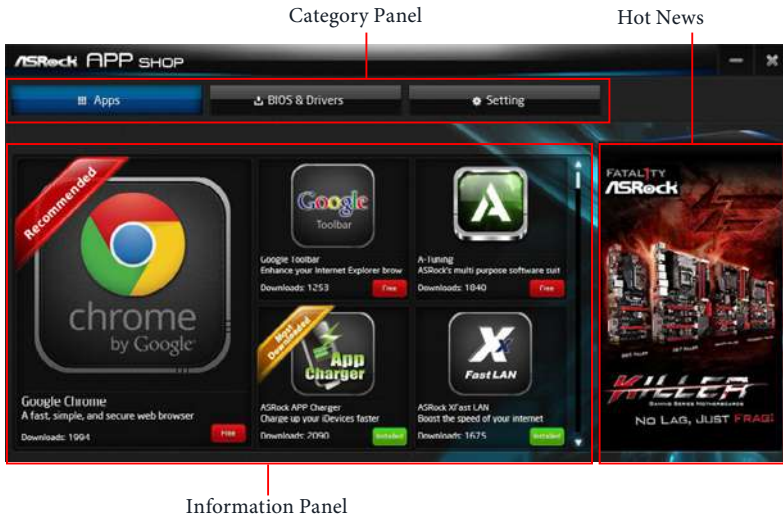 Category Panel
Hot News
ASRock APP SHOP
Apps
BIOS & Drivers
Setting
Recommended
chrome
by Google
Google Chrome
A fast, simple, and secure web browser
Downloads: 1994
Free
Google
Toolbar
Google Toolbar
Enhance your Internet Explorer brow
Downloads: 1253
Free
A-Tuning
ASRock's multi purpose software suit
Downloads: 1040
Free
Most
Downloaded
App
Charger
ASRock APP Charger
Charge up your iDevices faster
Downloads: 2090
Installed
Fast LAN
ASRock XFast LAN
Boost the speed of your internet
Downloads: 1675
Installed
FATAL1TY
ASRock
KILLER
GAMING SERIES MOTHERBOARDS
NO LAG, JUST FRAG!
Information Panel